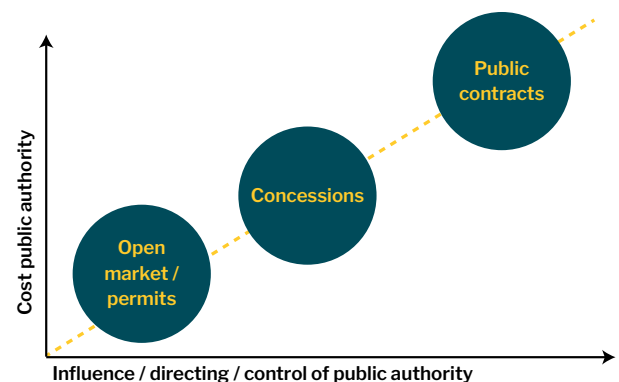 Public
contracts
Concessions
Open
market /
permits
Cost public authority
Influence / directing / control of public authority